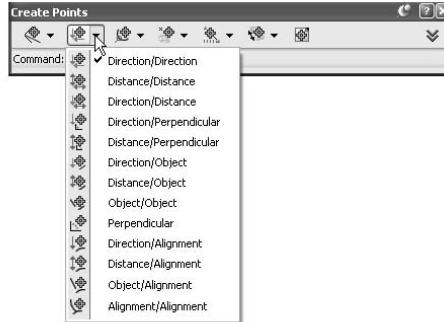 Create Points
Command:
Direction/Direction
Distance/Distance
Direction/Distance
Direction/Perpendicular
Distance/Perpendicular
Direction/Object
Distance/Object
Object/Object
Perpendicular
Direction/Alignment
Distance/Alignment
Object/Alignment
Alignment/Alignment